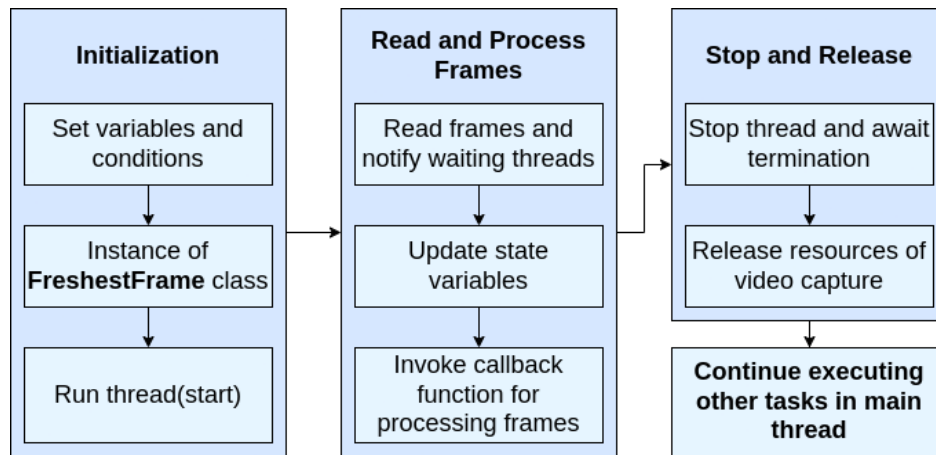 Initialization
Set variables and
conditions
Instance of
FreshestFrame class
Run thread(start)
Read and Process
Frames
Read frames and
notify waiting threads
Update state
variables
Invoke callback
function for
processing frames
Stop and Release
Stop thread and await
termination
Release resources of
video capture
Continue executing
other tasks in main
thread